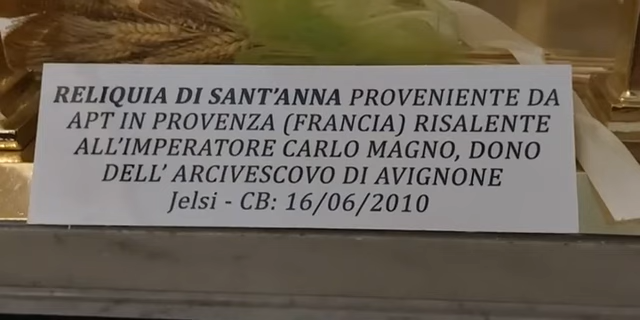 RELIQUIA DI SANT'ANNA PROVENIENTE DA
APT IN PROVENZA (FRANCIA) RISALENTE
ALL'IMPERATORE CARLO MAGNO, DONO
DELL' ARCIVESCOVO DI AVIGNONE
Jelsi - CB: 16/06/2010